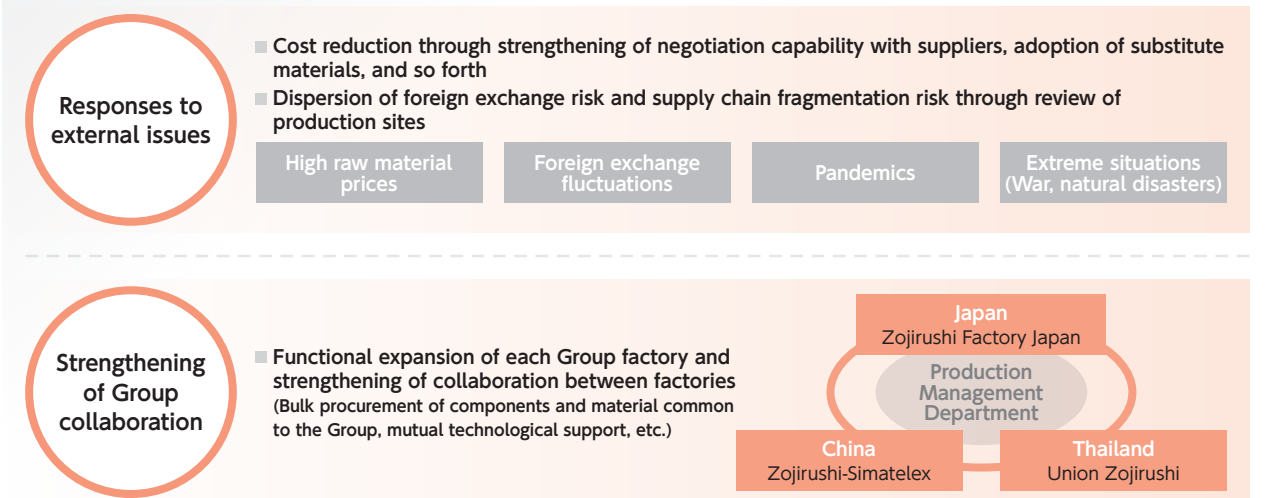 Responses to
external issues
Cost reduction through strengthening of negotiation capability with suppliers, adoption of substitute
materials, and so forth
Dispersion of foreign exchange risk and supply chain fragmentation risk through review of
production sites
High raw material
prices
Foreign exchange
fluctuations
Pandemics
Extreme situations
(War, natural disasters)
Strengthening
of Group
collaboration
Functional expansion of each Group factory and
strengthening of collaboration between factories
(Bulk procurement of components and material common
to the Group, mutual technological support, etc.)
Japan
Zojirushi Factory Japan
Production
Management
Department
China
Zojirushi-Simatelex
Thailand
Union Zojirushi